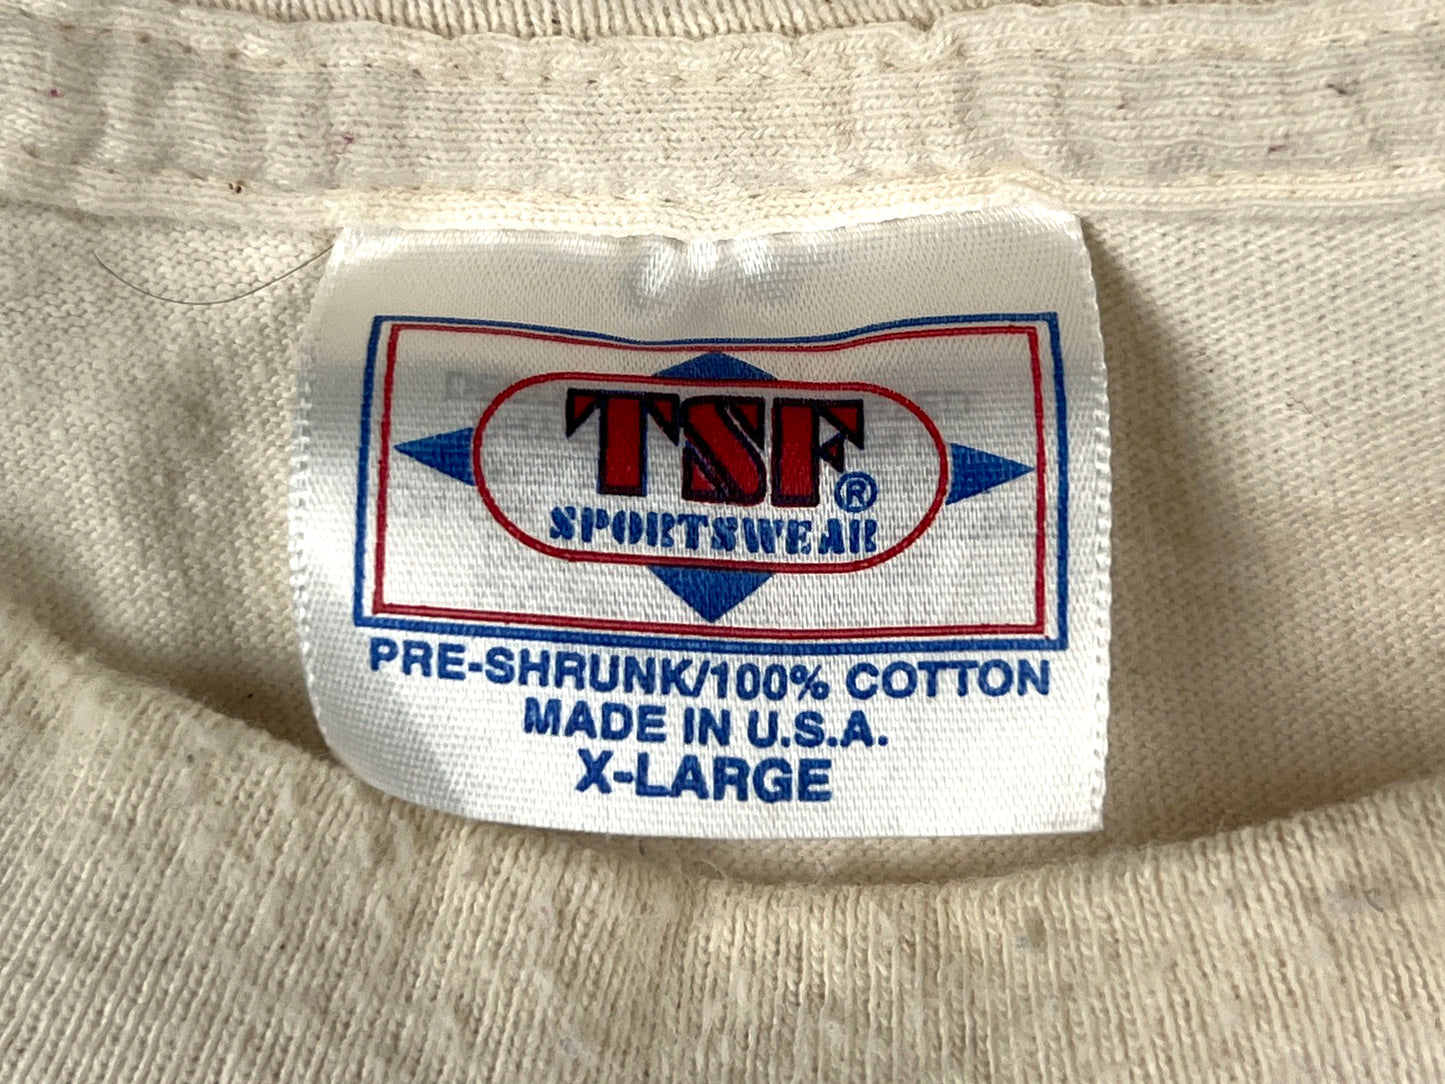 TSF®
SPORTSWEAR
PRE-SHRUNK/100% COTTON
MADE IN U.S.A.
X-LARGE